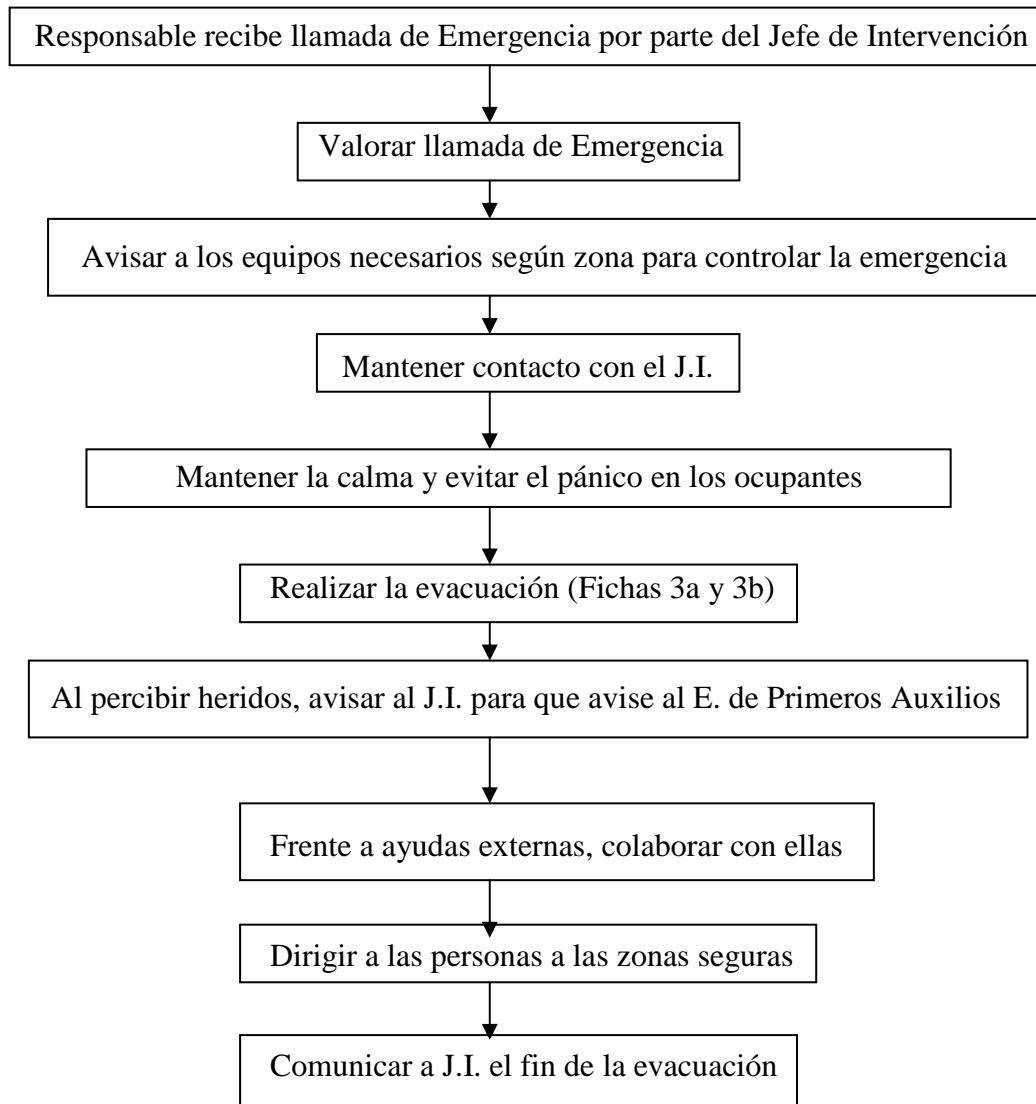 Responsable recibe llamada de Emergencia por parte del Jefe de Intervención
Valorar llamada de Emergencia
Avisar a los equipos necesarios según zona para controlar la emergencia
Mantener contacto con el J.I.
Mantener la calma y evitar el pánico en los ocupantes
Realizar la evacuación (Fichas 3a y 3b)
Al percibir heridos, avisar al J.I. para que avise al E. de Primeros Auxilios
Frente a ayudas externas, colaborar con ellas
Dirigir a las personas a las zonas seguras
Comunicar a J.I. el fin de la evacuación